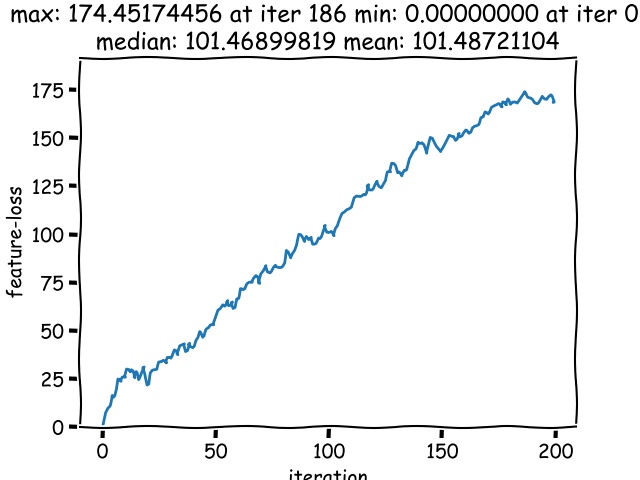 max: 174.45174456 at iter 186 min: 0.00000000 at iter 0
median: 101.46899819 mean: 101.48721104
175
150
125
100
75
50
25
0
feature-loss
0 50 100 150 200
iteration